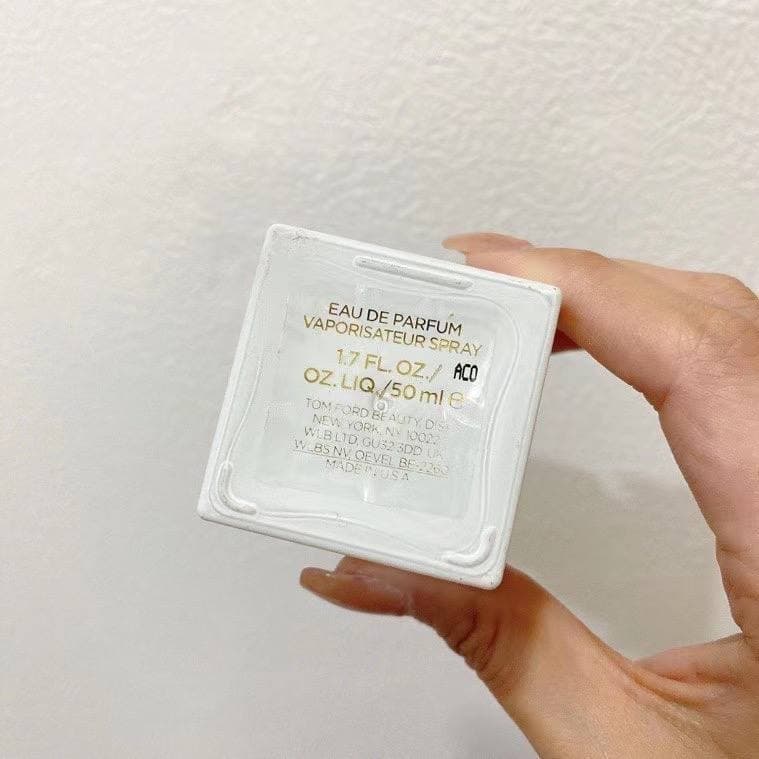 EAU DE PARFUM
VAPORISATEUR SPRAY
1.7 FL. OZ./ AC0
OZ. LIQ./50 ml ℮
TOM FORD BEAUTY, DIST.
NEW YORK, NY 10022
WLB LTD. GU32 3DD UK
WLBS NV, OEVEL BE-2260
MADE IN U.S.A